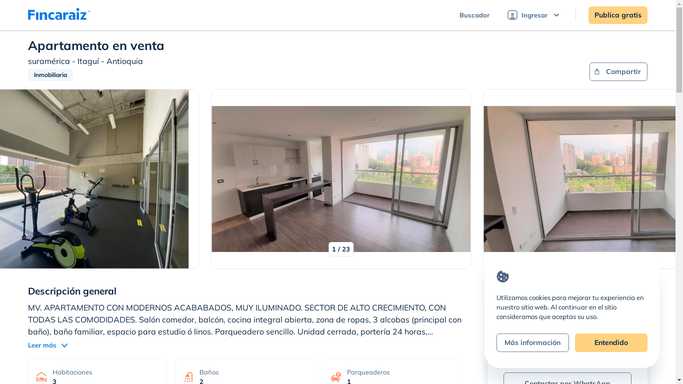 Fincaraiz
Buscador
Ingresar
Publica gratis
Apartamento en venta
suramérica - Itaguí - Antioquia
Inmobiliaria
Compartir
1 / 23
Descripción general
MV. APARTAMENTO CON MODERNOS ACABABADOS, MUY ILUMINADO. SECTOR DE ALTO CRECIMIENTO, CON
TODAS LAS COMODIDADES. Salón comedor, balcón, cocina integral abierta, zona de ropas, 3 alcobas (principal con
baño), baño familiar, espacio para estudio ó linos. Parqueadero sencillo. Unidad cerrada, portería 24 horas,...
Leer más
Habitaciones
3
Baños
2
Parqueaderos
1
Utilizamos cookies para mejorar tu experiencia en
nuestro sitio web. Al continuar en el sitio
consideramos que aceptas su uso.
Más información
Entendido
Contactar por WhatsApp